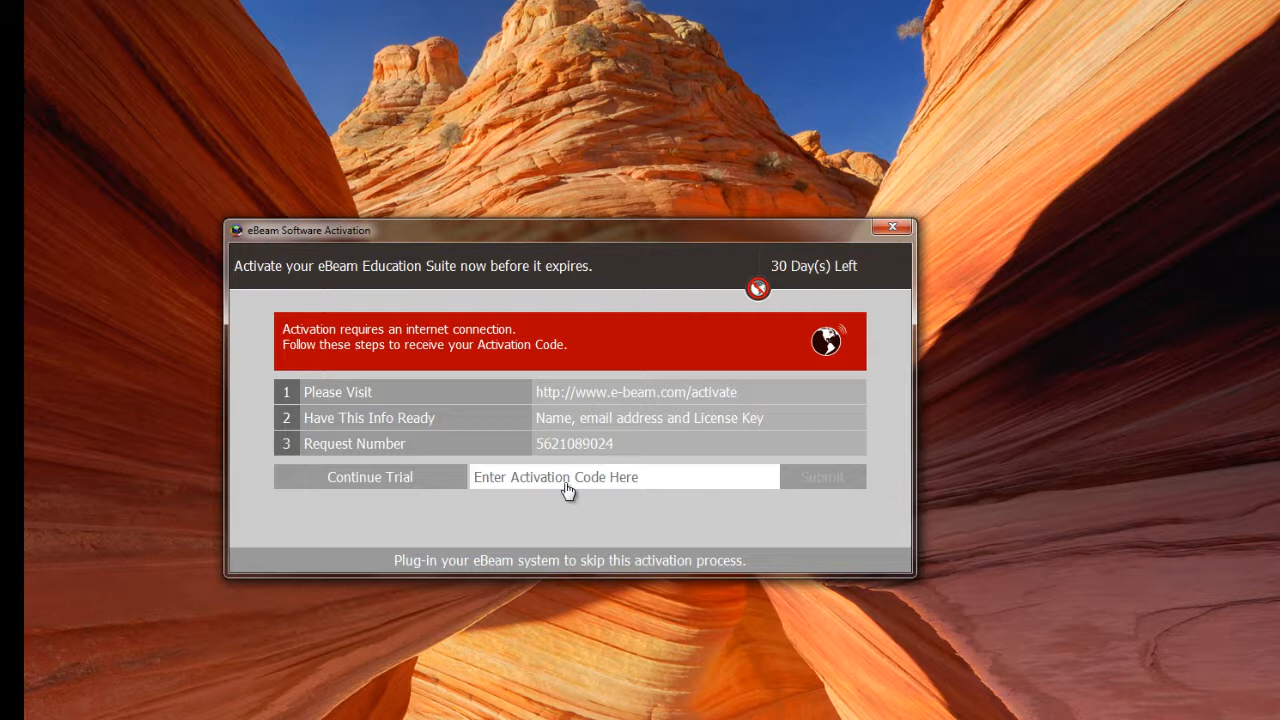 eBeam Software Activation
Activate your eBeam Education Suite now before it expires.
30 Day(s) Left
Activation requires an internet connection.
Follow these steps to receive your Activation Code.
1 Please Visit http://www.e-beam.com/activate
2 Have This Info Ready Name, email address and License Key
3 Request Number 5621089024
Continue Trial Enter Activation Code Here Submit
Plug-in your eBeam system to skip this activation process.